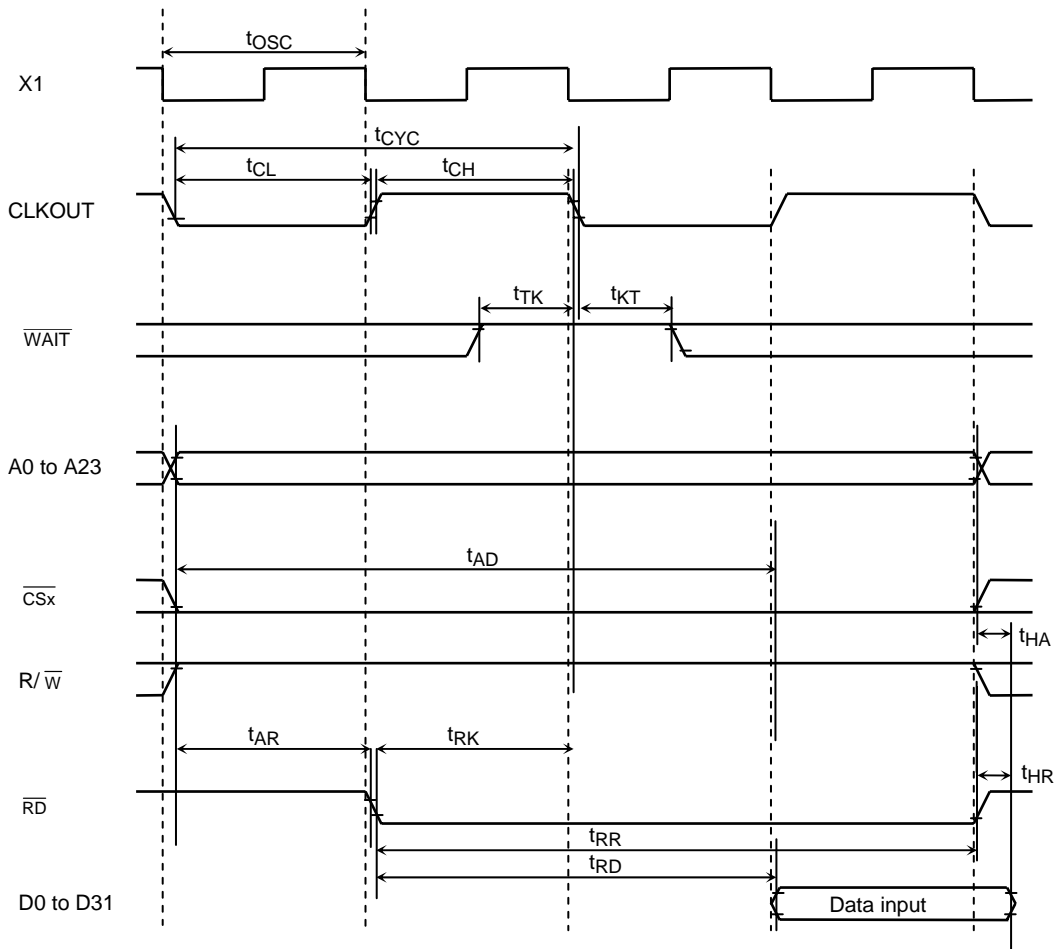 tOSC
X1
tCYC
tCL
tCH
CLKOUT
tTK
tKT
WAIT
A0 to A23
tAD
CSx
tHA
R/ W
tAR
tRK
tHR
RD
tRR
tRD
D0 to D31
Data input